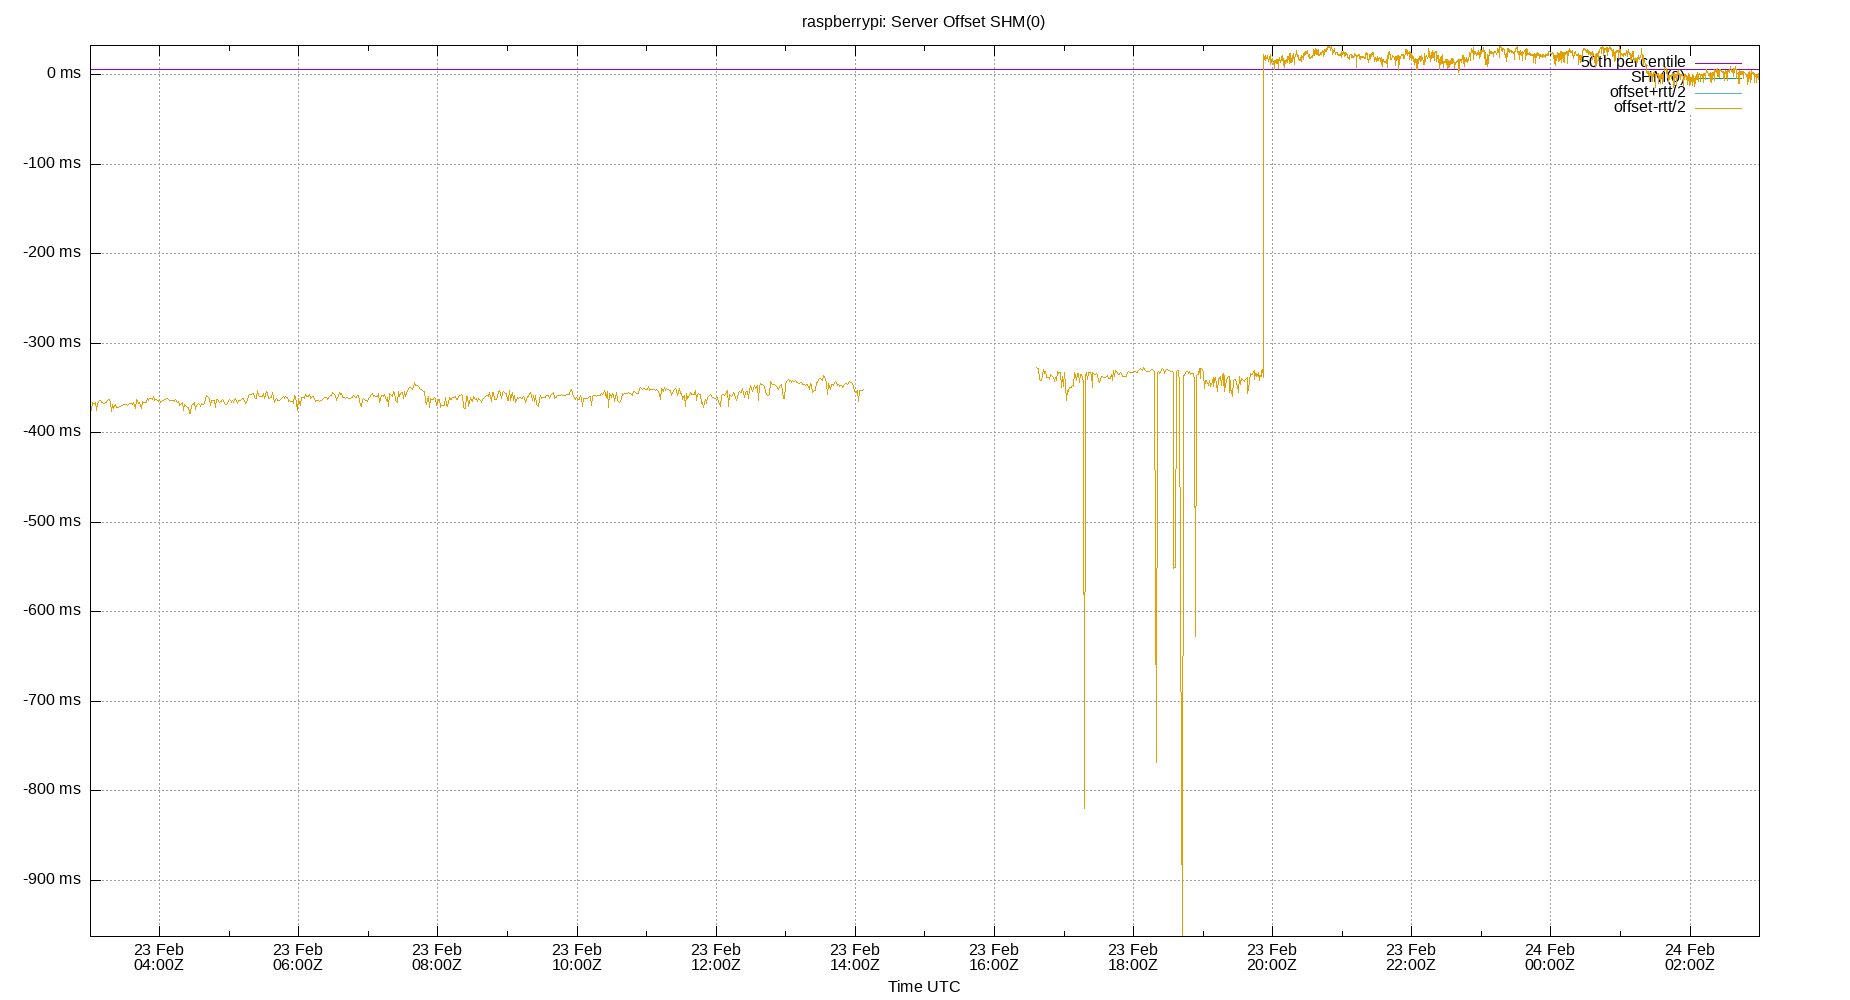 raspberrypi: Server Offset SHM(0)
0 ms
-100 ms
-200 ms
-300 ms
-400 ms
-500 ms
-600 ms
-700 ms
-800 ms
-900 ms
50th percentile
SHM(0)
offset+rtt/2
offset-rtt/2
23 Feb 23 Feb 23 Feb 23 Feb 23 Feb 23 Feb 23 Feb 23 Feb 23 Feb 23 Feb 24 Feb 24 Feb
04:00Z 06:00Z 08:00Z 10:00Z 12:00Z 14:00Z 16:00Z 18:00Z 20:00Z 22:00Z 00:00Z 02:00Z
Time UTC